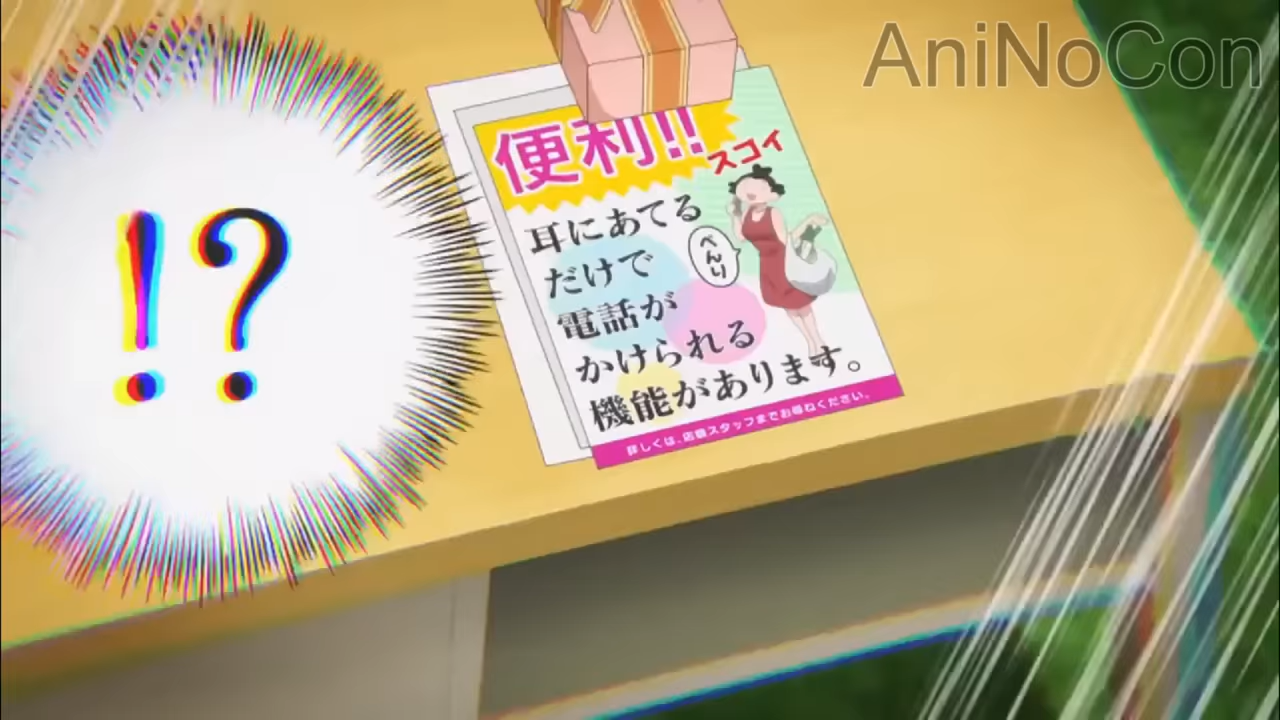 AniNoCon
!?
便利!!
スコイ
耳にあてる
だけで
電話が
かけられる
機能があります。
べんり
詳しくは、店頭スタッフまでお尋ねください。